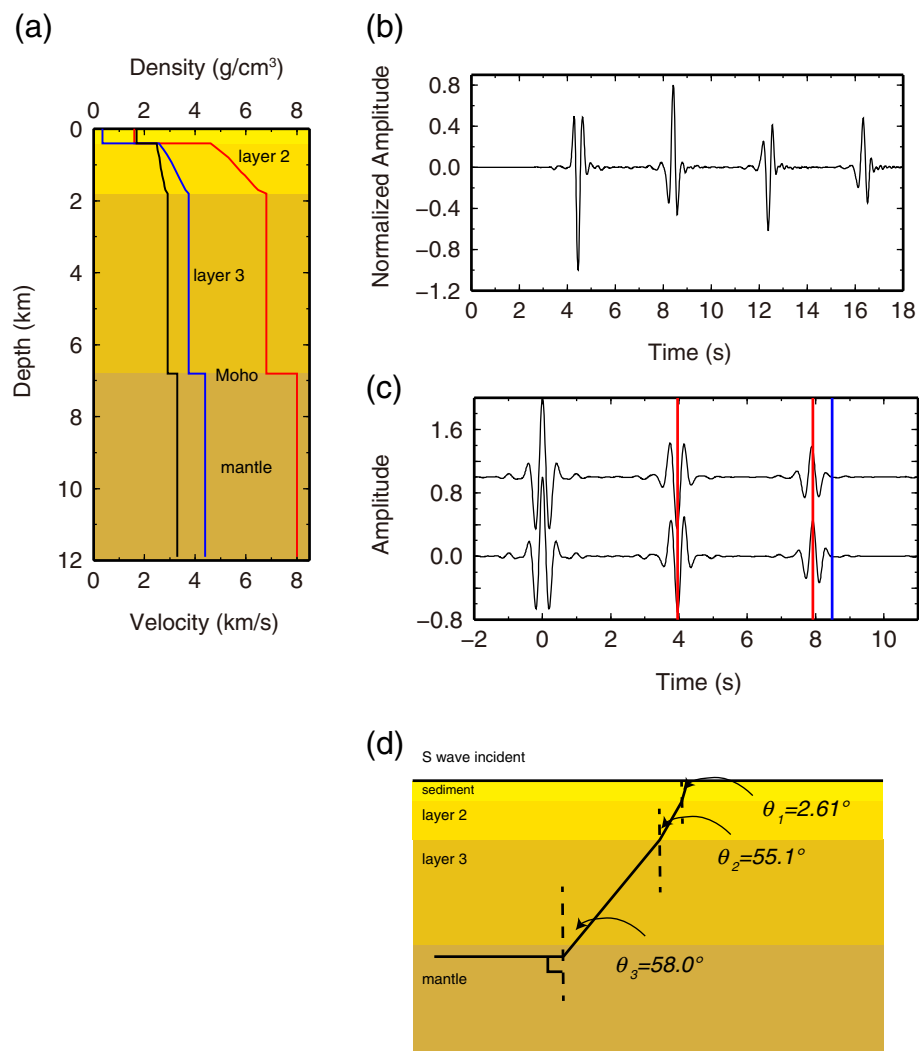 (a)
Density (g/cm³)
0 2 4 6 8
0
2
4
6
8
10
12
Depth (km)
layer 2
layer 3
Moho
mantle
0 2 4 6 8
Velocity (km/s)
(b)
Normalized Amplitude
0.8
0.4
0.0
−0.4
−0.8
−1.2
0 2 4 6 8 10 12 14 16 18
Time (s)
(c)
Amplitude
1.6
0.8
0.0
−0.8
−2 0 2 4 6 8 10
Time (s)
(d)
S wave incident
sediment
layer 2
layer 3
mantle
θ₁=2.61°
θ₂=55.1°
θ₃=58.0°